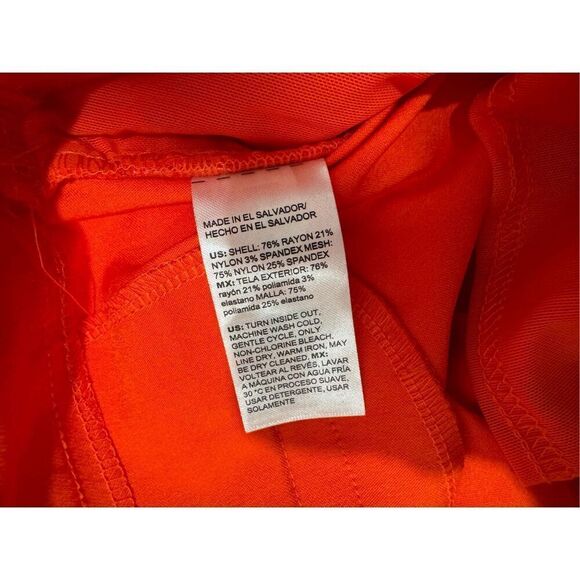 MADE IN EL SALVADOR/
HECHO EN EL SALVADOR
US: SHELL: 76% RAYON 21%
NYLON 3% SPANDEX MESH:
75% NYLON 25% SPANDEX
MX: TELA EXTERIOR: 76%
rayón 21% poliamida 3%
elastano MALLA: 75%
poliamida 25% elastano
US: TURN INSIDE OUT,
MACHINE WASH COLD,
GENTLE CYCLE, ONLY
NON-CHLORINE BLEACH.
LINE DRY, WARM IRON, MAY
BE DRY CLEANED, MX:
VOLTEAR AL REVÉS, LAVAR
A MÁQUINA CON AGUA FRÍA
30 °C EN PROCESO SUAVE,
USAR DETERGENTE, USAR
SOLAMENTE